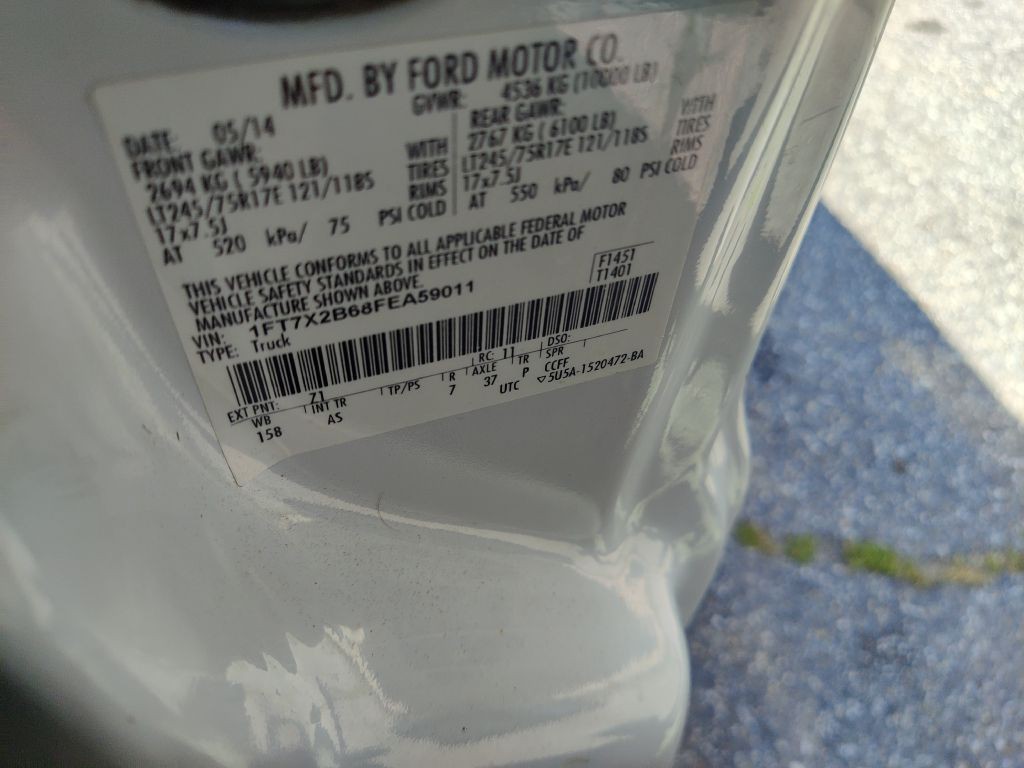 MFD. BY FORD MOTOR CO.
DATE: 05/14 GVWR: 4536 KG (10000 LB)
FRONT GAWR: REAR GAWR:
2694 KG ( 5940 LB) WITH 2767 KG ( 6100 LB) WITH
LT245/75R17E 121/118S TIRES LT245/75R17E 121/118S TIRES
17x7.5J RIMS 17x7.5J RIMS
AT 520 kPa/ 75 PSI COLD AT 550 kPa/ 80 PSI COLD
THIS VEHICLE CONFORMS TO ALL APPLICABLE FEDERAL MOTOR
VEHICLE SAFETY STANDARDS IN EFFECT ON THE DATE OF
MANUFACTURE SHOWN ABOVE.
VIN: 1FT7X2B68FEA59011
TYPE: Truck
F1451
T1401
EXT PNT: Z1 RC: 11 DSO:
WB INT TR TP/PS R AXLE TR SPR
158 AS 7 37 P CCFF
UTC ▽5U5A-1520472-BA